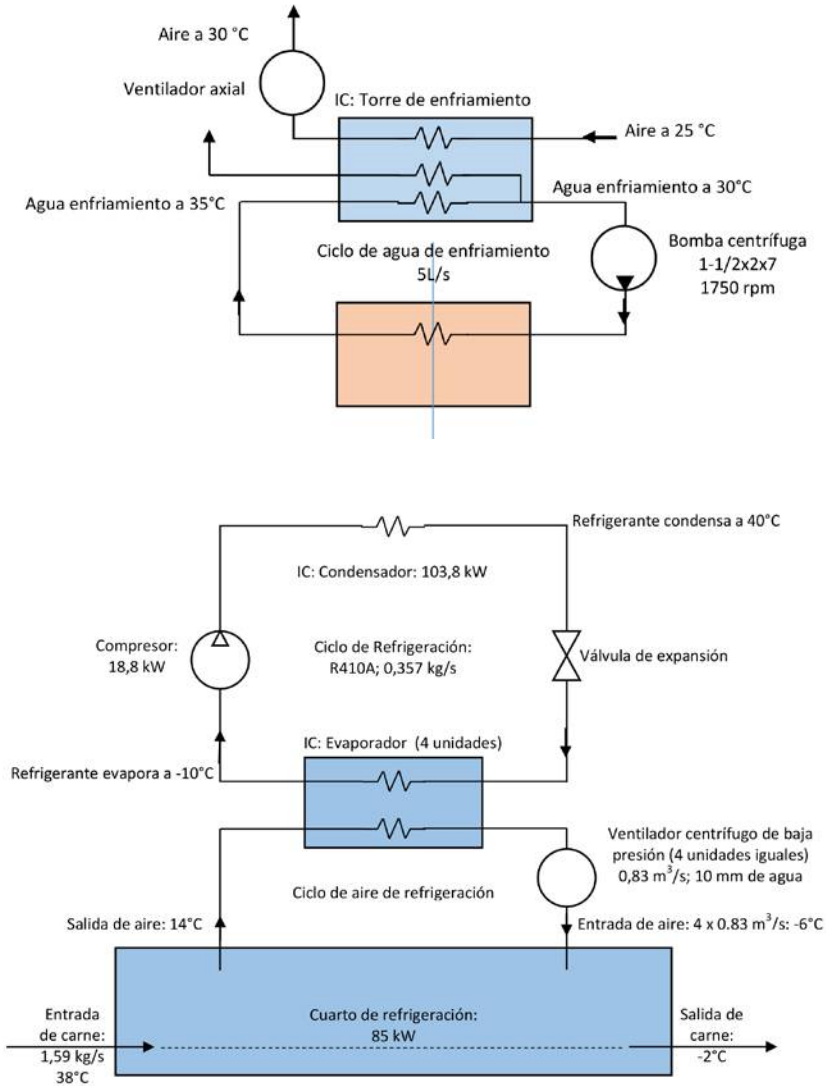 Aire a 30 °C
Ventilador axial
IC: Torre de enfriamiento
Aire a 25 °C
Agua enfriamiento a 35°C
Agua enfriamiento a 30°C
Ciclo de agua de enfriamiento
5L/s
Bomba centrífuga
1-1/2x2x7
1750 rpm
Refrigerante condensa a 40°C
IC: Condensador: 103,8 kW
Compresor:
18,8 kW
Ciclo de Refrigeración:
R410A; 0,357 kg/s
Válvula de expansión
IC: Evaporador (4 unidades)
Refrigerante evapora a -10°C
Ventilador centrífugo de baja
presión (4 unidades iguales)
0,83 m³/s; 10 mm de agua
Ciclo de aire de refrigeración
Salida de aire: 14°C
Entrada de aire: 4 x 0.83 m³/s: -6°C
Entrada
de carne:
1,59 kg/s
38°C
Cuarto de refrigeración:
85 kW
Salida de
carne:
-2°C